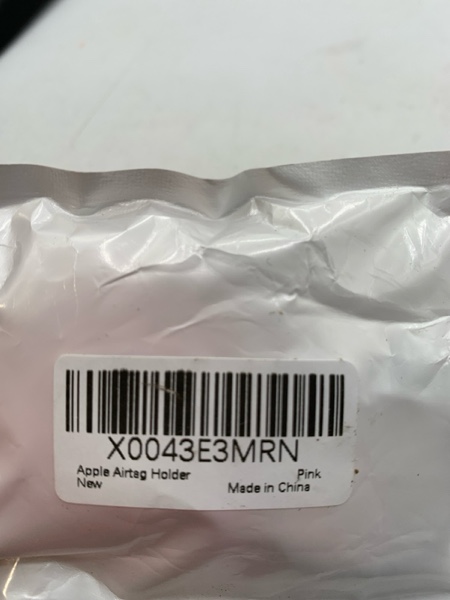 X0043E3MRN
Apple Airtag Holder Pink
New Made in China